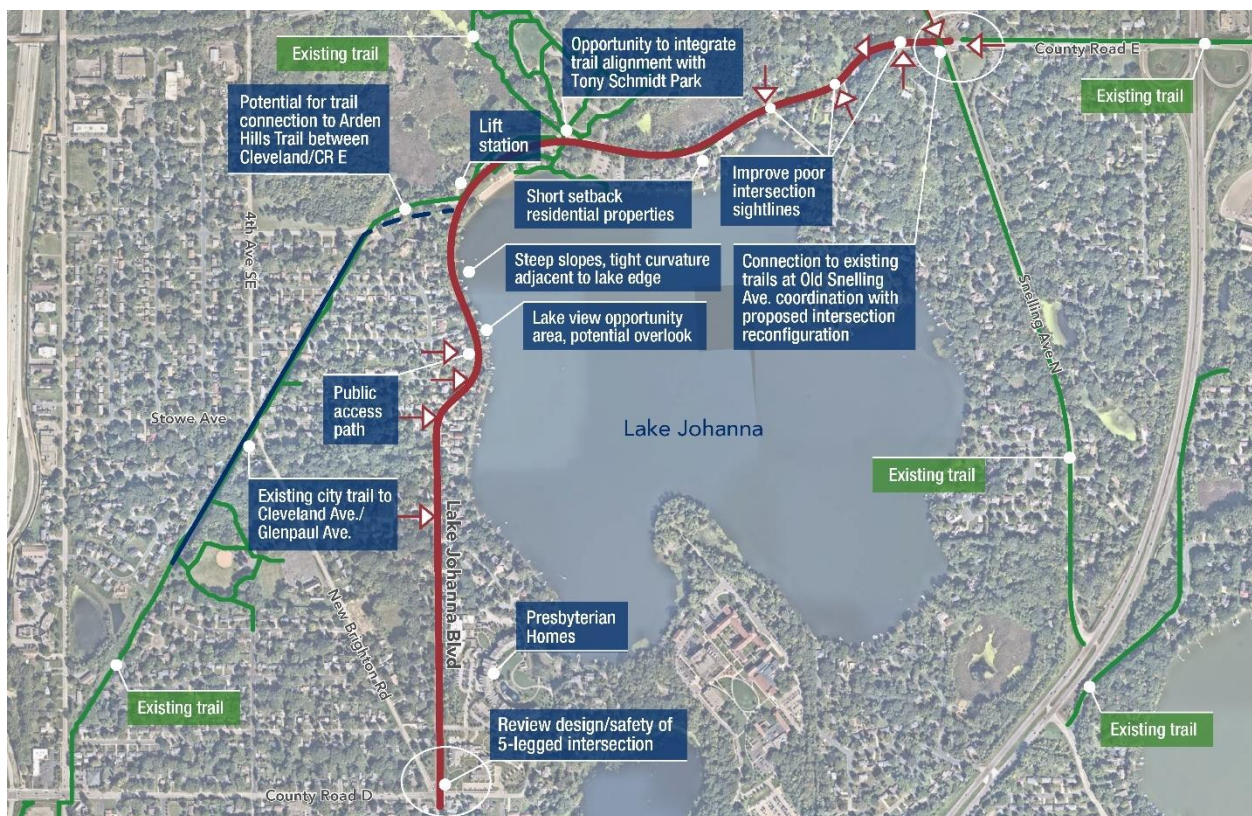 Existing trail
Opportunity to integrate
trail alignment with
Tony Schmidt Park
County Road E
Existing trail
Potential for trail
connection to Arden
Hills Trail between
Cleveland/CR E
Lift
station
4th Ave SE
Short setback
residential properties
Improve poor
intersection
sightlines
Steep slopes, tight curvature
adjacent to lake edge
Connection to existing
trails at Old Snelling
Ave. coordination with
proposed intersection
reconfiguration
Snelling Ave N
Lake view opportunity
area, potential overlook
Public
access
path
Stowe Ave
Lake Johanna
Existing trail
Existing city trail to
Cleveland Ave./
Glenpaul Ave.
Lake Johanna Blvd
New Brighton Rd
Presbyterian
Homes
Existing trail
Review design/safety of
5-legged intersection
Existing trail
County Road D